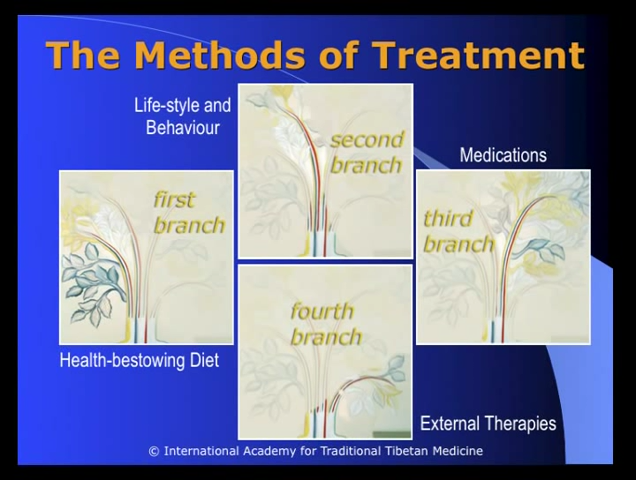 The Methods of Treatment
Life-style and
Behaviour
second
branch
Medications
first
branch
third
branch
fourth
branch
Health-bestowing Diet
External Therapies
© International Academy for Traditional Tibetan Medicine